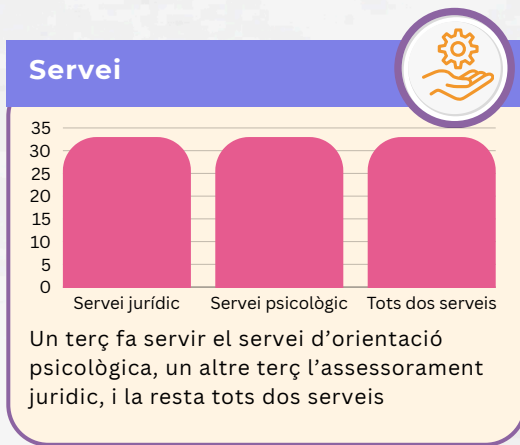 Servei
35
30
25
20
15
10
5
0
Servei jurídic Servei psicològic Tots dos serveis
Un terç fa servir el servei d’orientació
psicològica, un altre terç l’assessorament
juridic, i la resta tots dos serveis